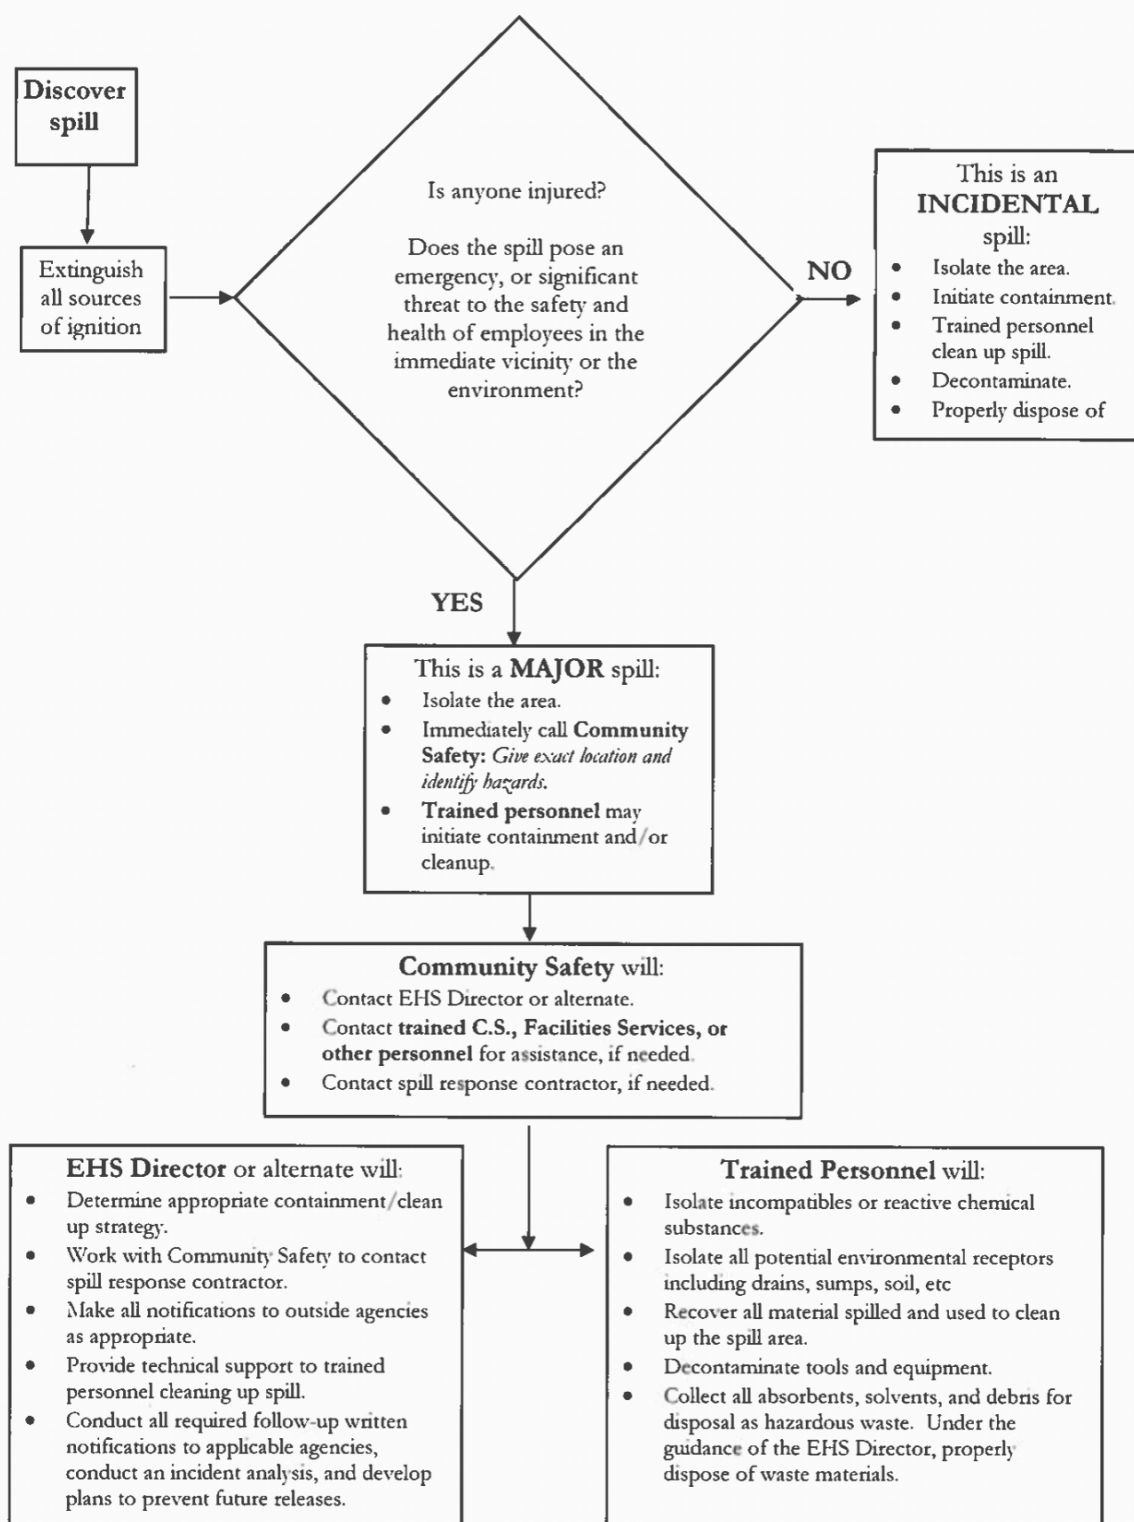 Discover
spill
Extinguish
all sources
of ignition
Is anyone injured?
Does the spill pose an
emergency, or significant
threat to the safety and
health of employees in the
immediate vicinity or the
environment?
NO
This is an
INCIDENTAL
spill:
• Isolate the area.
• Initiate containment.
• Trained personnel
clean up spill.
• Decontaminate.
• Properly dispose of
YES
This is a MAJOR spill:
• Isolate the area.
• Immediately call Community
Safety: Give exact location and
identify hazards.
• Trained personnel may
initiate containment and/or
cleanup.
Community Safety will:
• Contact EHS Director or alternate.
• Contact trained C.S., Facilities Services, or
other personnel for assistance, if needed.
• Contact spill response contractor, if needed.
EHS Director or alternate will:
• Determine appropriate containment/clean
up strategy.
• Work with Community Safety to contact
spill response contractor.
• Make all notifications to outside agencies
as appropriate.
• Provide technical support to trained
personnel cleaning up spill.
• Conduct all required follow-up written
notifications to applicable agencies,
conduct an incident analysis, and develop
plans to prevent future releases.
Trained Personnel will:
• Isolate incompatibles or reactive chemical
substances.
• Isolate all potential environmental receptors
including drains, sumps, soil, etc
• Recover all material spilled and used to clean
up the spill area.
• Decontaminate tools and equipment.
• Collect all absorbents, solvents, and debris for
disposal as hazardous waste. Under the
guidance of the EHS Director, properly
dispose of waste materials.